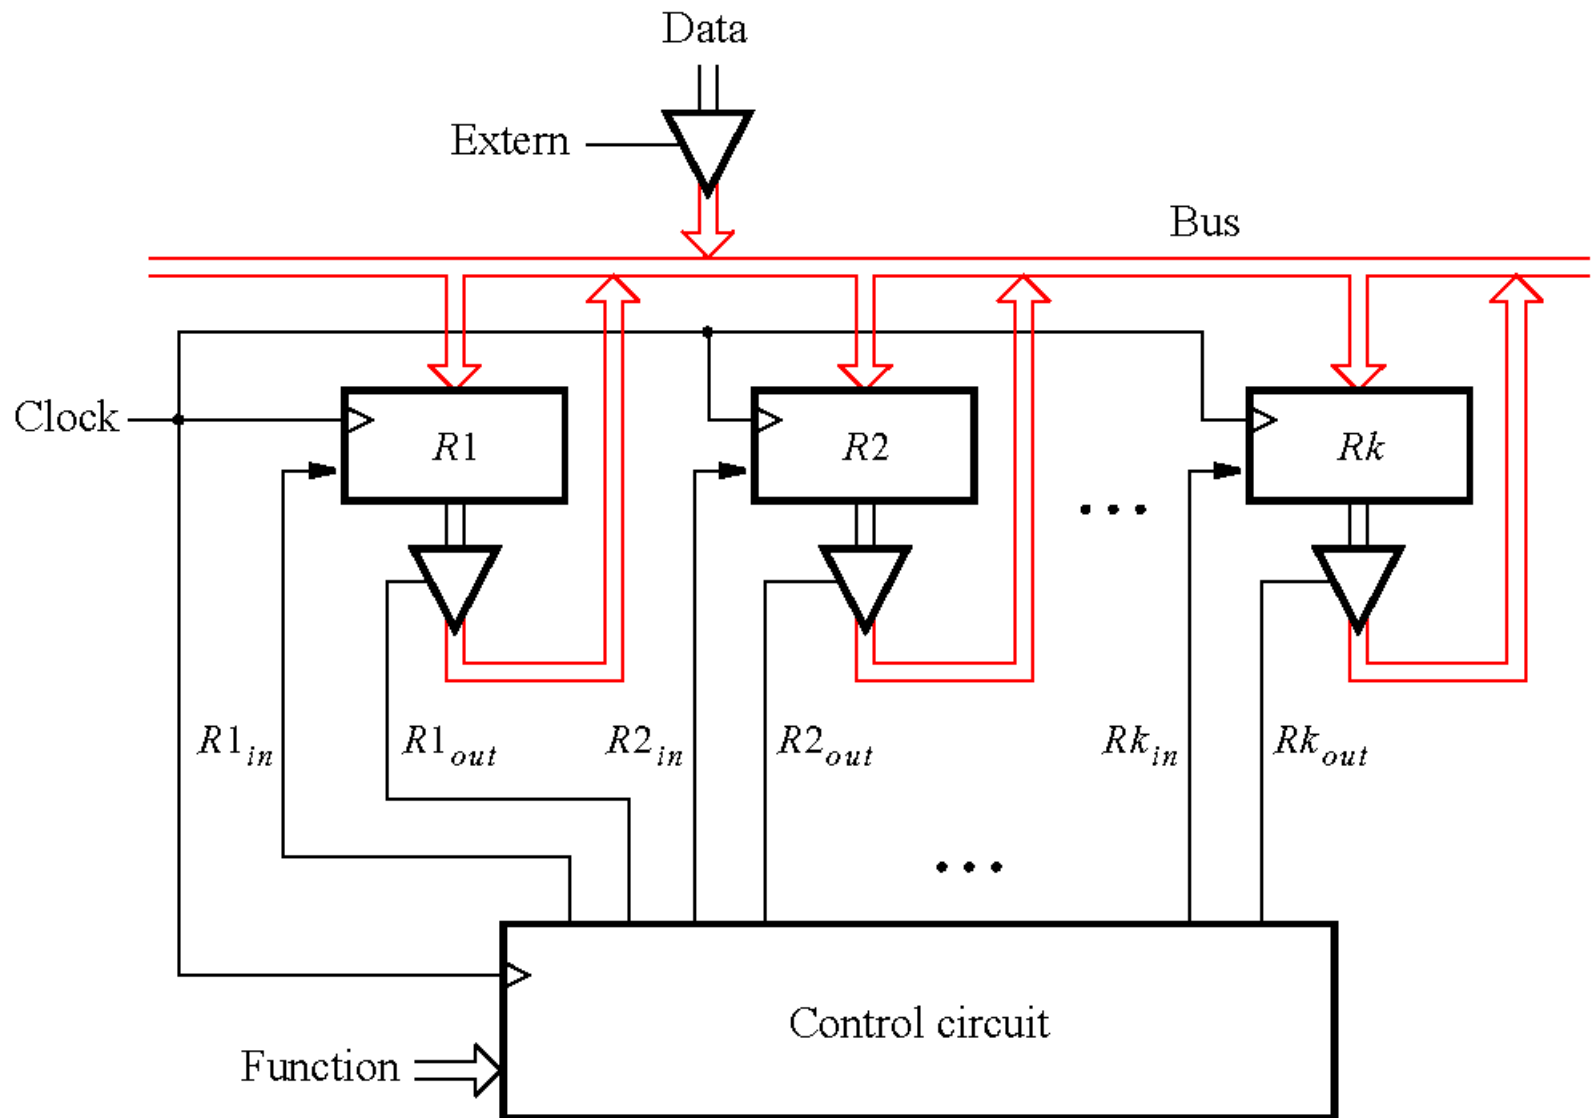 Data
Extern
Bus
Clock
R1 R2 Rk
R1in R1out R2in R2out Rkin Rkout
Control circuit
Function